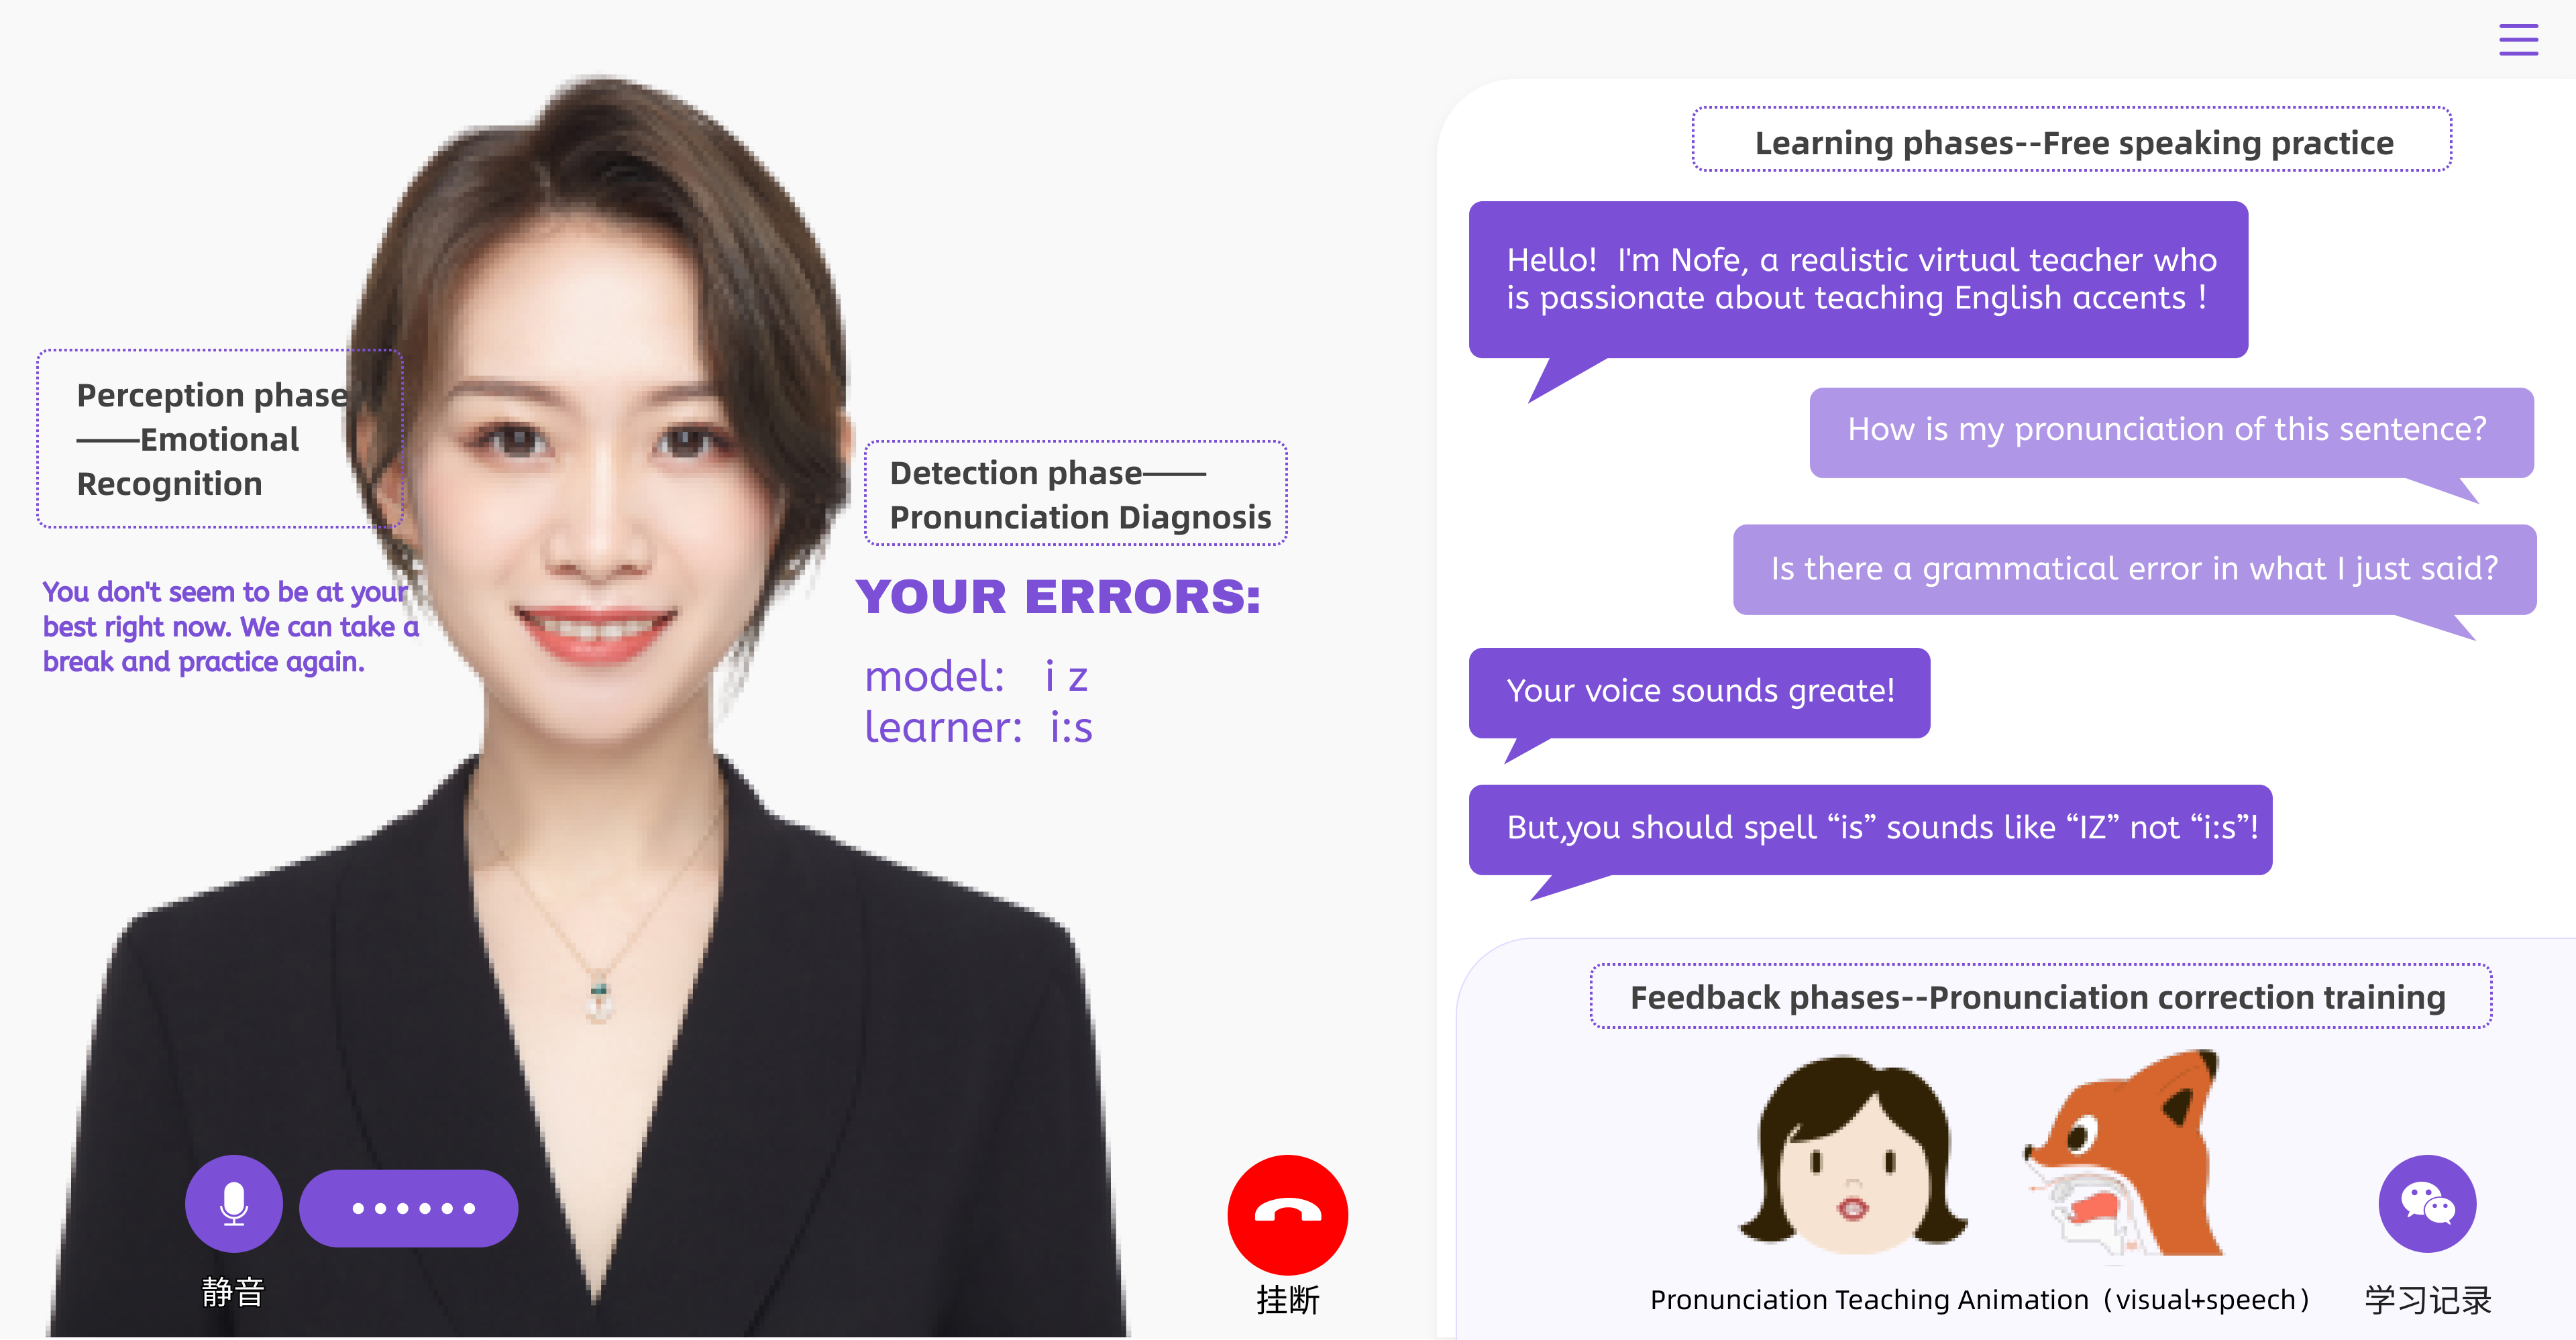 Perception phase
——Emotional
Recognition
You don't seem to be at your
best right now. We can take a
break and practice again.
Detection phase——
Pronunciation Diagnosis
YOUR ERRORS:
model: i z
learner: i:s
静音
挂断
Learning phases--Free speaking practice
Hello! I'm Nofe, a realistic virtual teacher who
is passionate about teaching English accents !
How is my pronunciation of this sentence?
Is there a grammatical error in what I just said?
Your voice sounds greate!
But,you should spell “is” sounds like “IZ” not “i:s”!
Feedback phases--Pronunciation correction training
Pronunciation Teaching Animation（visual+speech）
学习记录